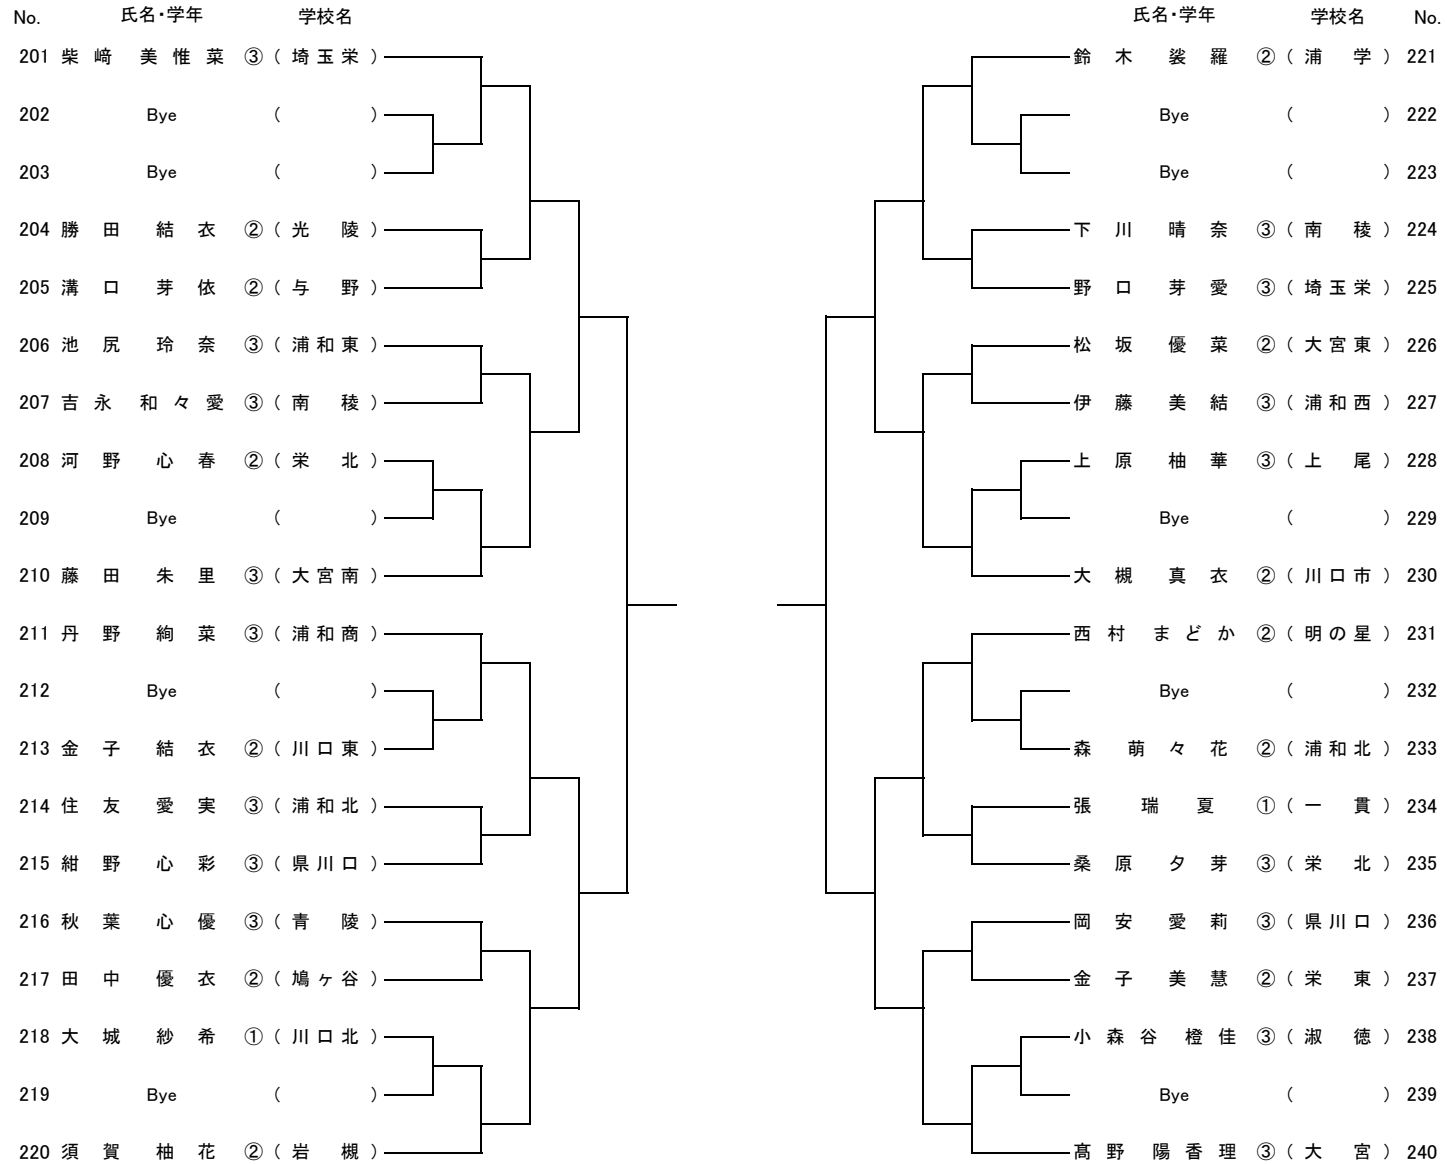 No. 氏名・学年 学校名 氏名・学年 学校名 No.
201 柴﨑 美惟菜 ③ ( 埼玉栄 ) 鈴木 裟羅 ② ( 浦学 ) 221
202 Bye ( ) Bye ( ) 222
203 Bye ( ) Bye ( ) 223
204 勝田 結衣 ② ( 光陵 ) 下川 晴奈 ③ ( 南稜 ) 224
205 溝口 芽依 ② ( 与野 ) 野口 芽愛 ③ ( 埼玉栄 ) 225
206 池尻 玲奈 ③ ( 浦和東 ) 松坂 優菜 ② ( 大宮東 ) 226
207 吉永 和々愛 ③ ( 南稜 ) 伊藤 美結 ③ ( 浦和西 ) 227
208 河野 心春 ② ( 栄北 ) 上原 柚華 ③ ( 上尾 ) 228
209 Bye ( ) Bye ( ) 229
210 藤田 朱里 ③ ( 大宮南 ) 大槻 真衣 ② ( 川口市 ) 230
211 丹野 絢菜 ③ ( 浦和商 ) 西村 まどか ② ( 明の星 ) 231
212 Bye ( ) Bye ( ) 232
213 金子 結衣 ② ( 川口東 ) 森 萌々花 ② ( 浦和北 ) 233
214 住友 愛実 ③ ( 浦和北 ) 張 瑞夏 ① ( 一貫 ) 234
215 紺野 心彩 ③ ( 県川口 ) 桑原 夕芽 ③ ( 栄北 ) 235
216 秋葉 心優 ③ ( 青陵 ) 岡安 愛莉 ③ ( 県川口 ) 236
217 田中 優衣 ② ( 鳩ヶ谷 ) 金子 美慧 ② ( 栄東 ) 237
218 大城 紗希 ① ( 川口北 ) 小森谷 橙佳 ③ ( 淑徳 ) 238
219 Bye ( ) Bye ( ) 239
220 須賀 柚花 ② ( 岩槻 ) 髙野 陽香理 ③ ( 大宮 ) 240